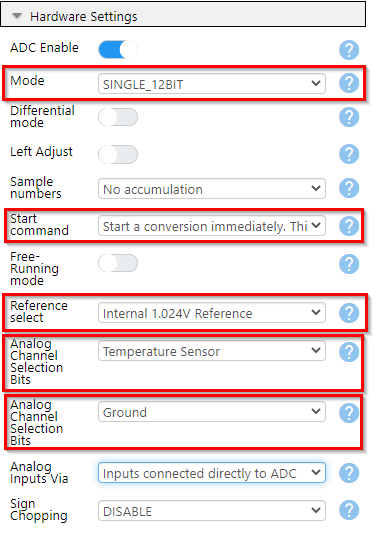 Hardware Settings
ADC Enable
Mode
SINGLE_12BIT
Differential
mode
Left Adjust
Sample
numbers
No accumulation
Start
command
Start a conversion immediately. Thi
Free-
Running
mode
Reference
select
Internal 1.024V Reference
Analog
Channel
Selection
Bits
Temperature Sensor
Analog
Channel
Selection
Bits
Ground
Analog
Inputs Via
Inputs connected directly to ADC
Sign
Chopping
DISABLE